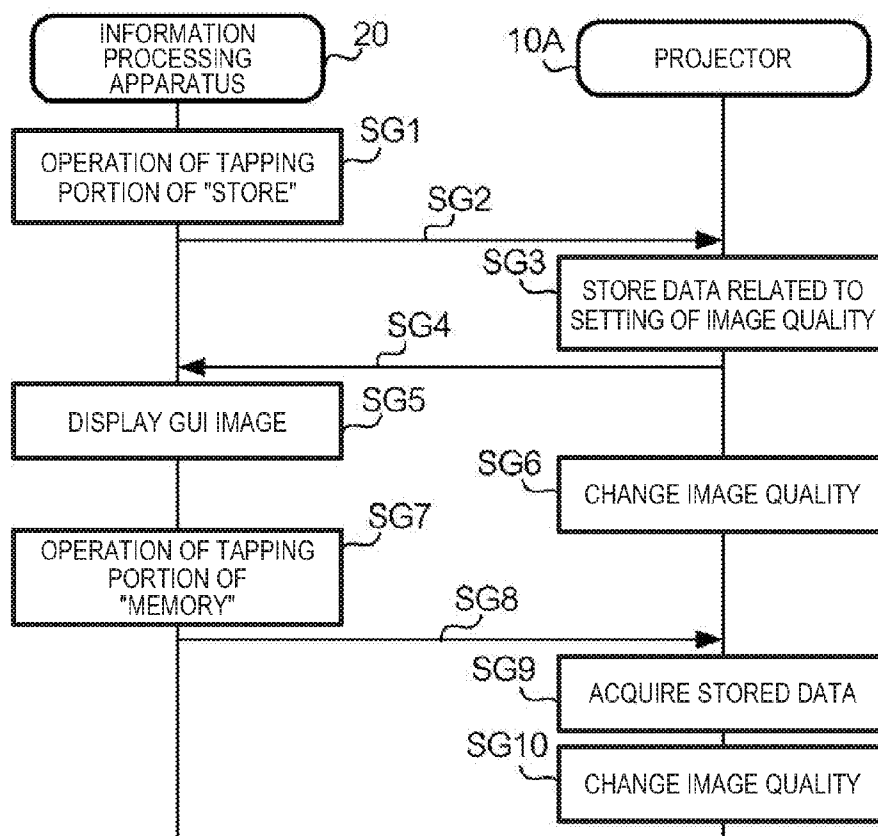 INFORMATION
PROCESSING
APPARATUS
20
10A
PROJECTOR
SG1
OPERATION OF TAPPING
PORTION OF "STORE"
SG2
SG3
STORE DATA RELATED TO
SETTING OF IMAGE QUALITY
SG4
SG5
DISPLAY GUI IMAGE
SG6
CHANGE IMAGE QUALITY
SG7
OPERATION OF TAPPING
PORTION OF
"MEMORY"
SG8
SG9
ACQUIRE STORED DATA
SG10
CHANGE IMAGE QUALITY